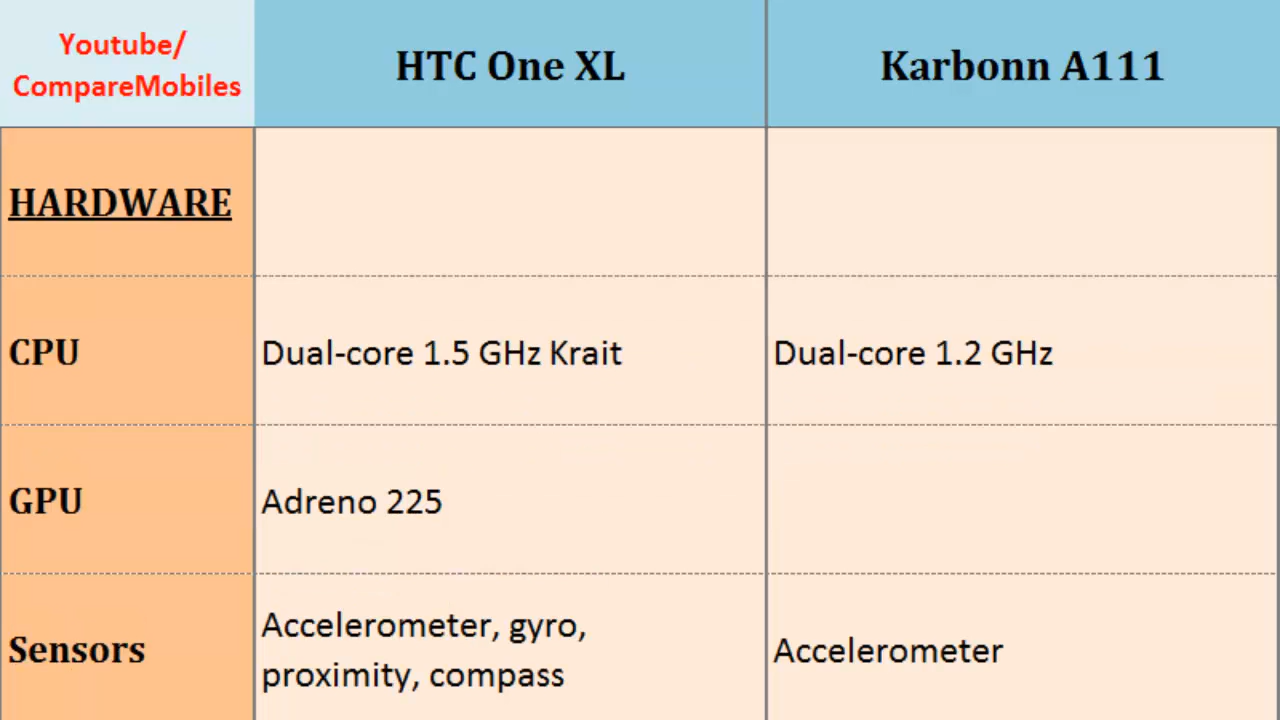 Youtube/
CompareMobiles
HTC One XL
Karbonn A111
HARDWARE
CPU
Dual-core 1.5 GHz Krait
Dual-core 1.2 GHz
GPU
Adreno 225
Sensors
Accelerometer, gyro,
proximity, compass
Accelerometer